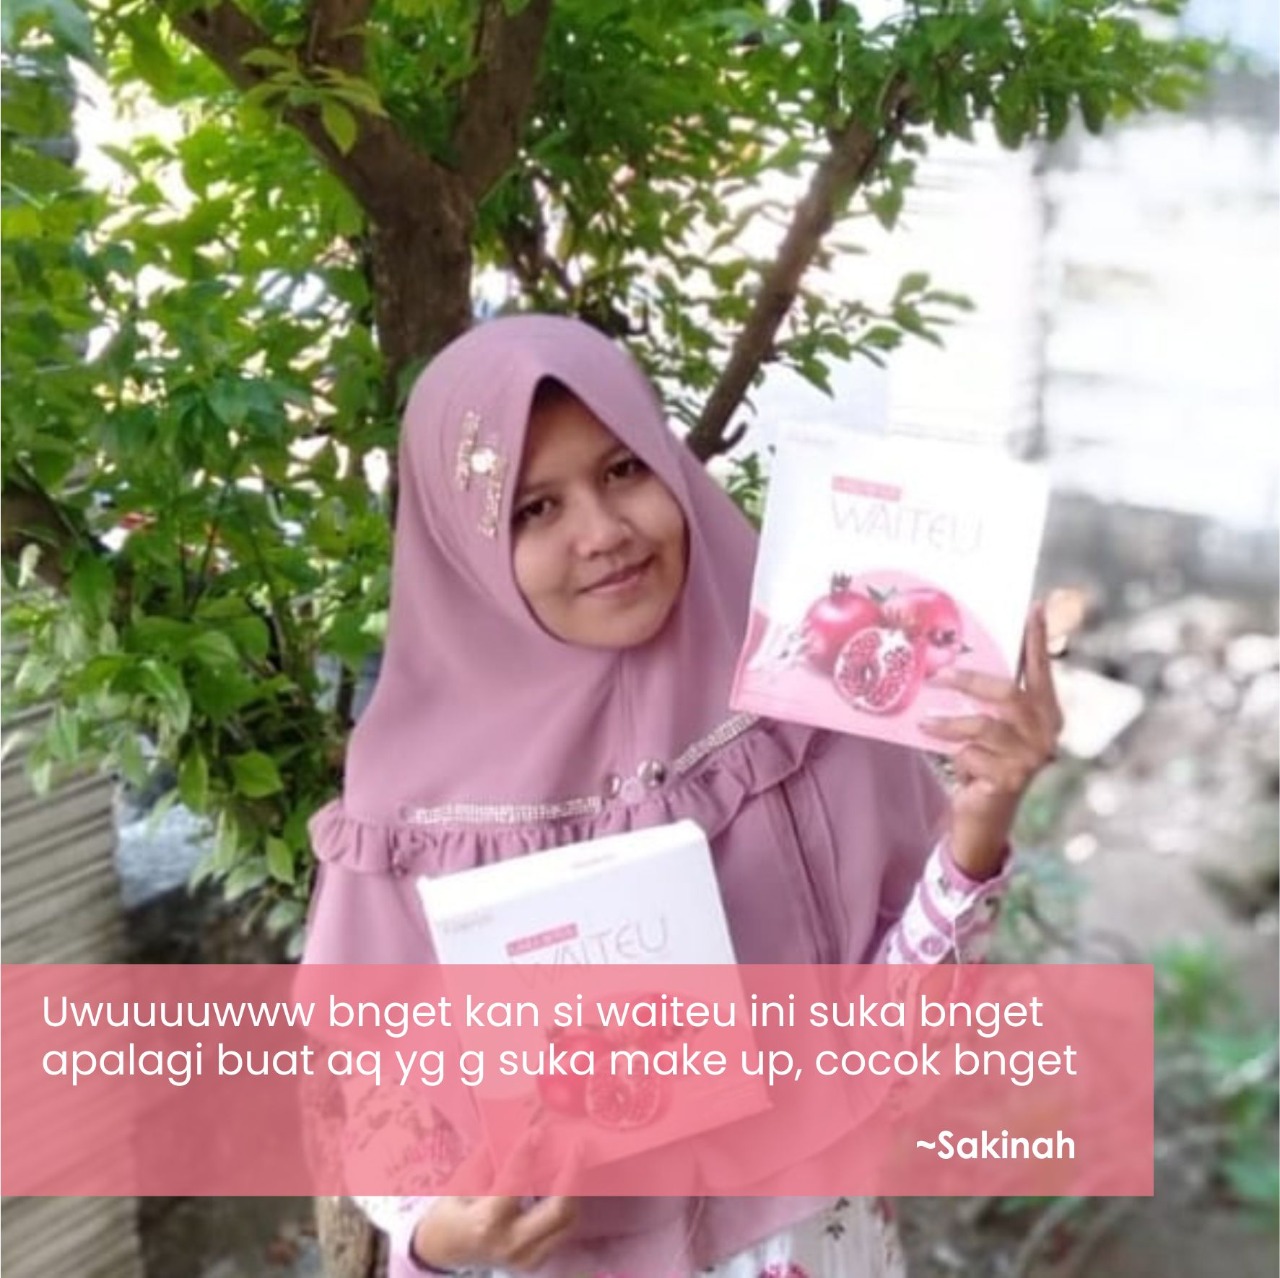 WAITEU
WAITEU
Uwuuuuwww bnget kan si waiteu ini suka bnget
apalagi buat aq yg g suka make up, cocok bnget
~Sakinah